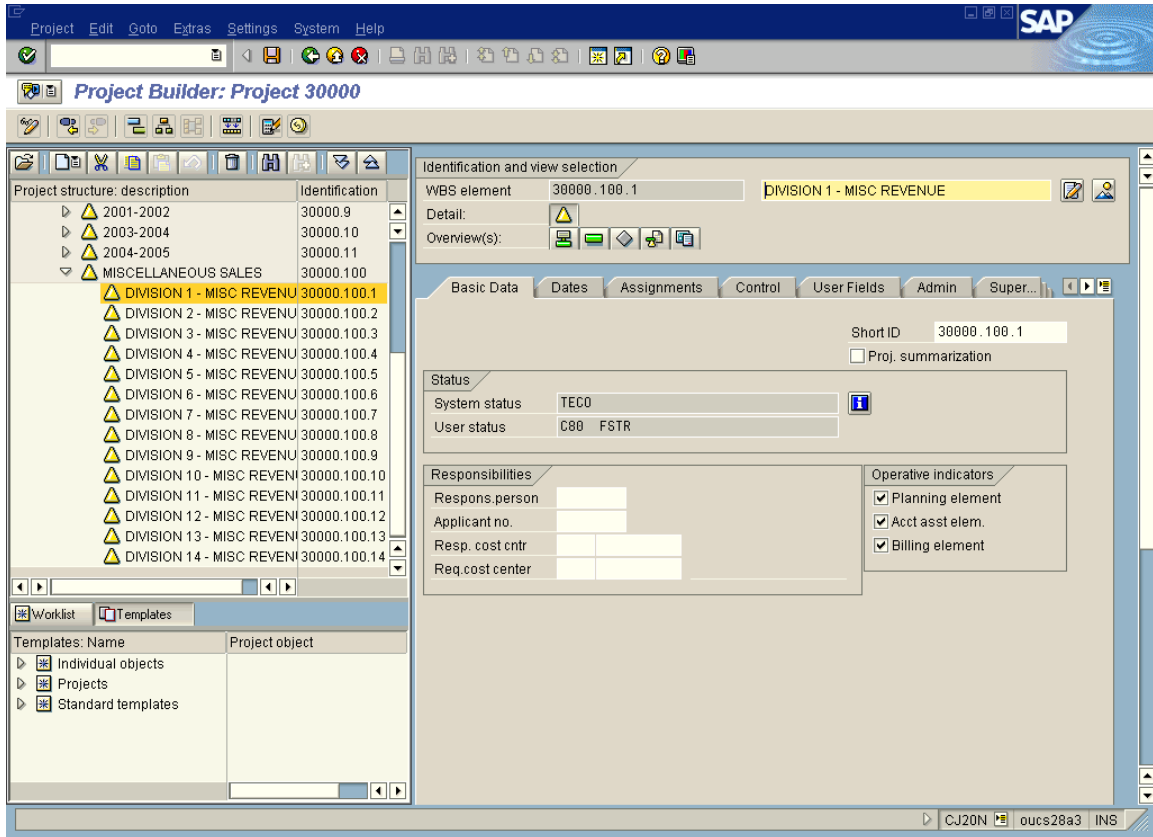 Project Edit Goto Extras Settings System Help
SAP
Project Builder: Project 30000
Project structure: description Identification
2001-2002 30000.9
2003-2004 30000.10
2004-2005 30000.11
MISCELLANEOUS SALES 30000.100
DIVISION 1 - MISC REVENU 30000.100.1
DIVISION 2 - MISC REVENU 30000.100.2
DIVISION 3 - MISC REVENU 30000.100.3
DIVISION 4 - MISC REVENU 30000.100.4
DIVISION 5 - MISC REVENU 30000.100.5
DIVISION 6 - MISC REVENU 30000.100.6
DIVISION 7 - MISC REVENU 30000.100.7
DIVISION 8 - MISC REVENU 30000.100.8
DIVISION 9 - MISC REVENU 30000.100.9
DIVISION 10 - MISC REVEN 30000.100.10
DIVISION 11 - MISC REVEN 30000.100.11
DIVISION 12 - MISC REVEN 30000.100.12
DIVISION 13 - MISC REVEN 30000.100.13
DIVISION 14 - MISC REVEN 30000.100.14
Worklist Templates
Templates: Name Project object
Individual objects
Projects
Standard templates
Identification and view selection
WBS element 30000.100.1 DIVISION 1 - MISC REVENUE
Detail:
Overview(s):
Basic Data Dates Assignments Control User Fields Admin Super...
Short ID 30000.100.1
Proj. summarization
Status
System status TECO
User status C80 FSTR
Responsibilities
Respons.person
Applicant no.
Resp. cost cntr
Req.cost center
Operative indicators
Planning element
Acct asst elem.
Billing element
CJ20N oucs28a3 INS